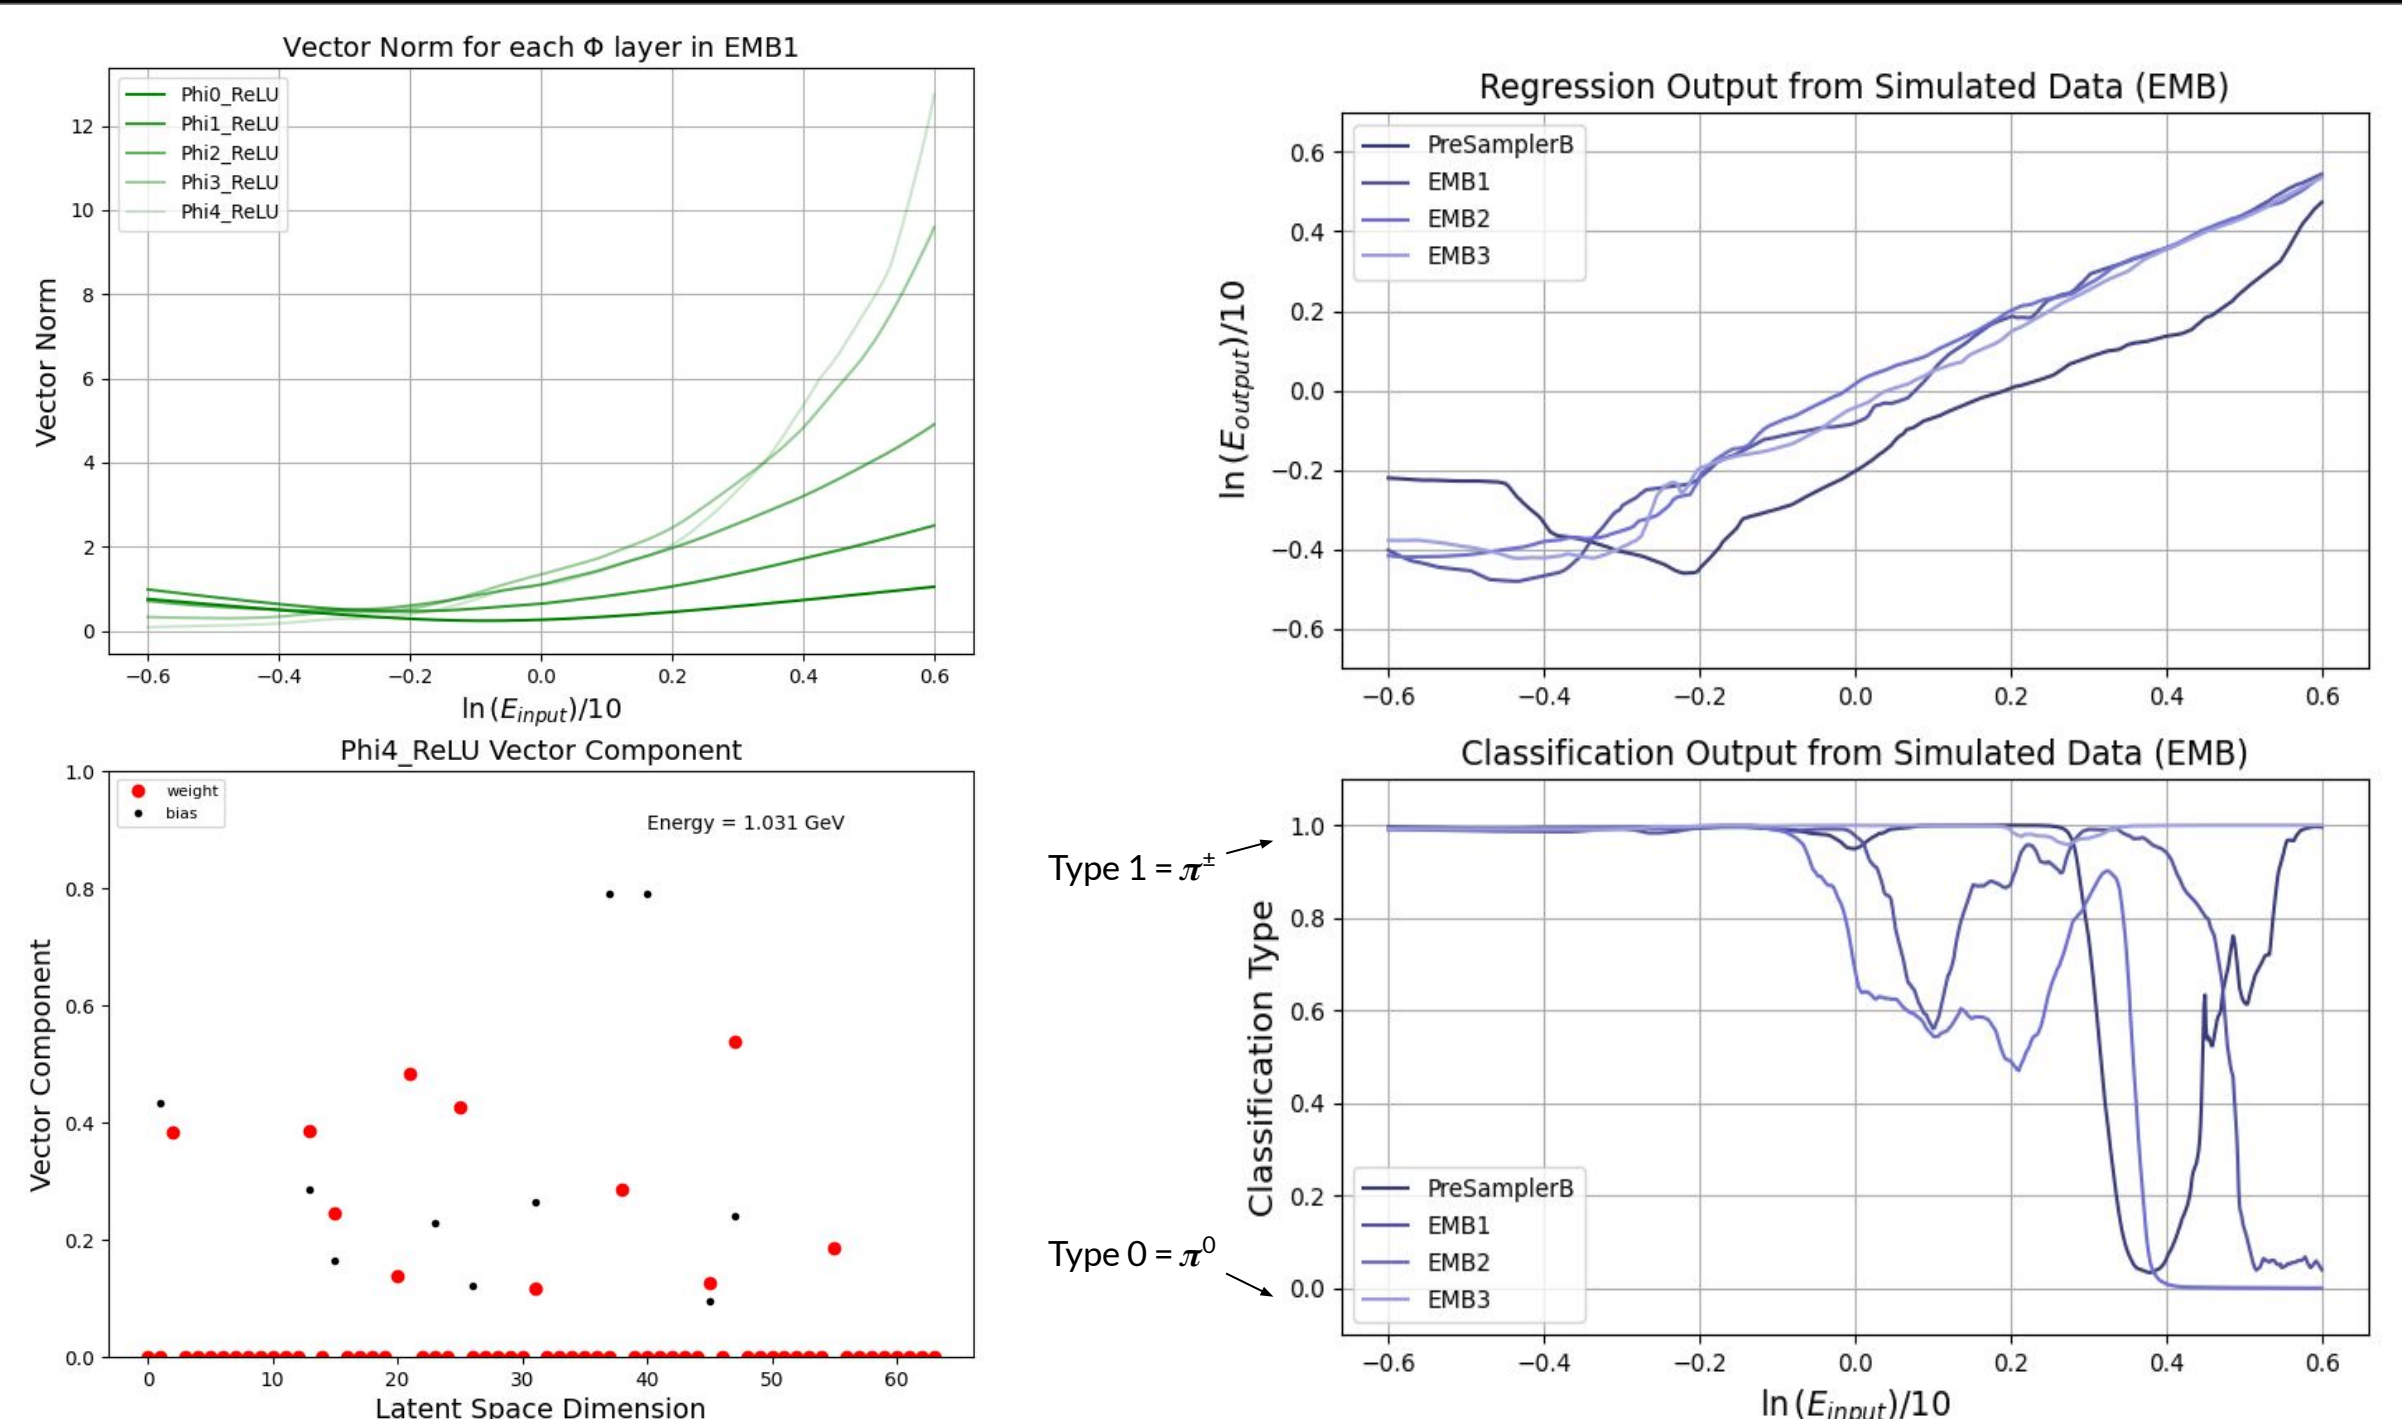 Vector Norm for each Φ layer in EMB1
Phi0_ReLU
Phi1_ReLU
Phi2_ReLU
Phi3_ReLU
Phi4_ReLU
Vector Norm
12
10
8
6
4
2
0
−0.6 −0.4 −0.2 0.0 0.2 0.4 0.6
ln(E_input)/10
Regression Output from Simulated Data (EMB)
PreSamplerB
EMB1
EMB2
EMB3
ln(E_output)/10
0.6
0.4
0.2
0.0
−0.2
−0.4
−0.6
−0.6 −0.4 −0.2 0.0 0.2 0.4 0.6
Phi4_ReLU Vector Component
weight
bias
Energy = 1.031 GeV
Vector Component
1.0
0.8
0.6
0.4
0.2
0.0
0 10 20 30 40 50 60
Latent Space Dimension
Type 1 = π±
Type 0 = π⁰
Classification Output from Simulated Data (EMB)
Classification Type
1.0
0.8
0.6
0.4
0.2
0.0
PreSamplerB
EMB1
EMB2
EMB3
−0.6 −0.4 −0.2 0.0 0.2 0.4 0.6
ln(E_input)/10